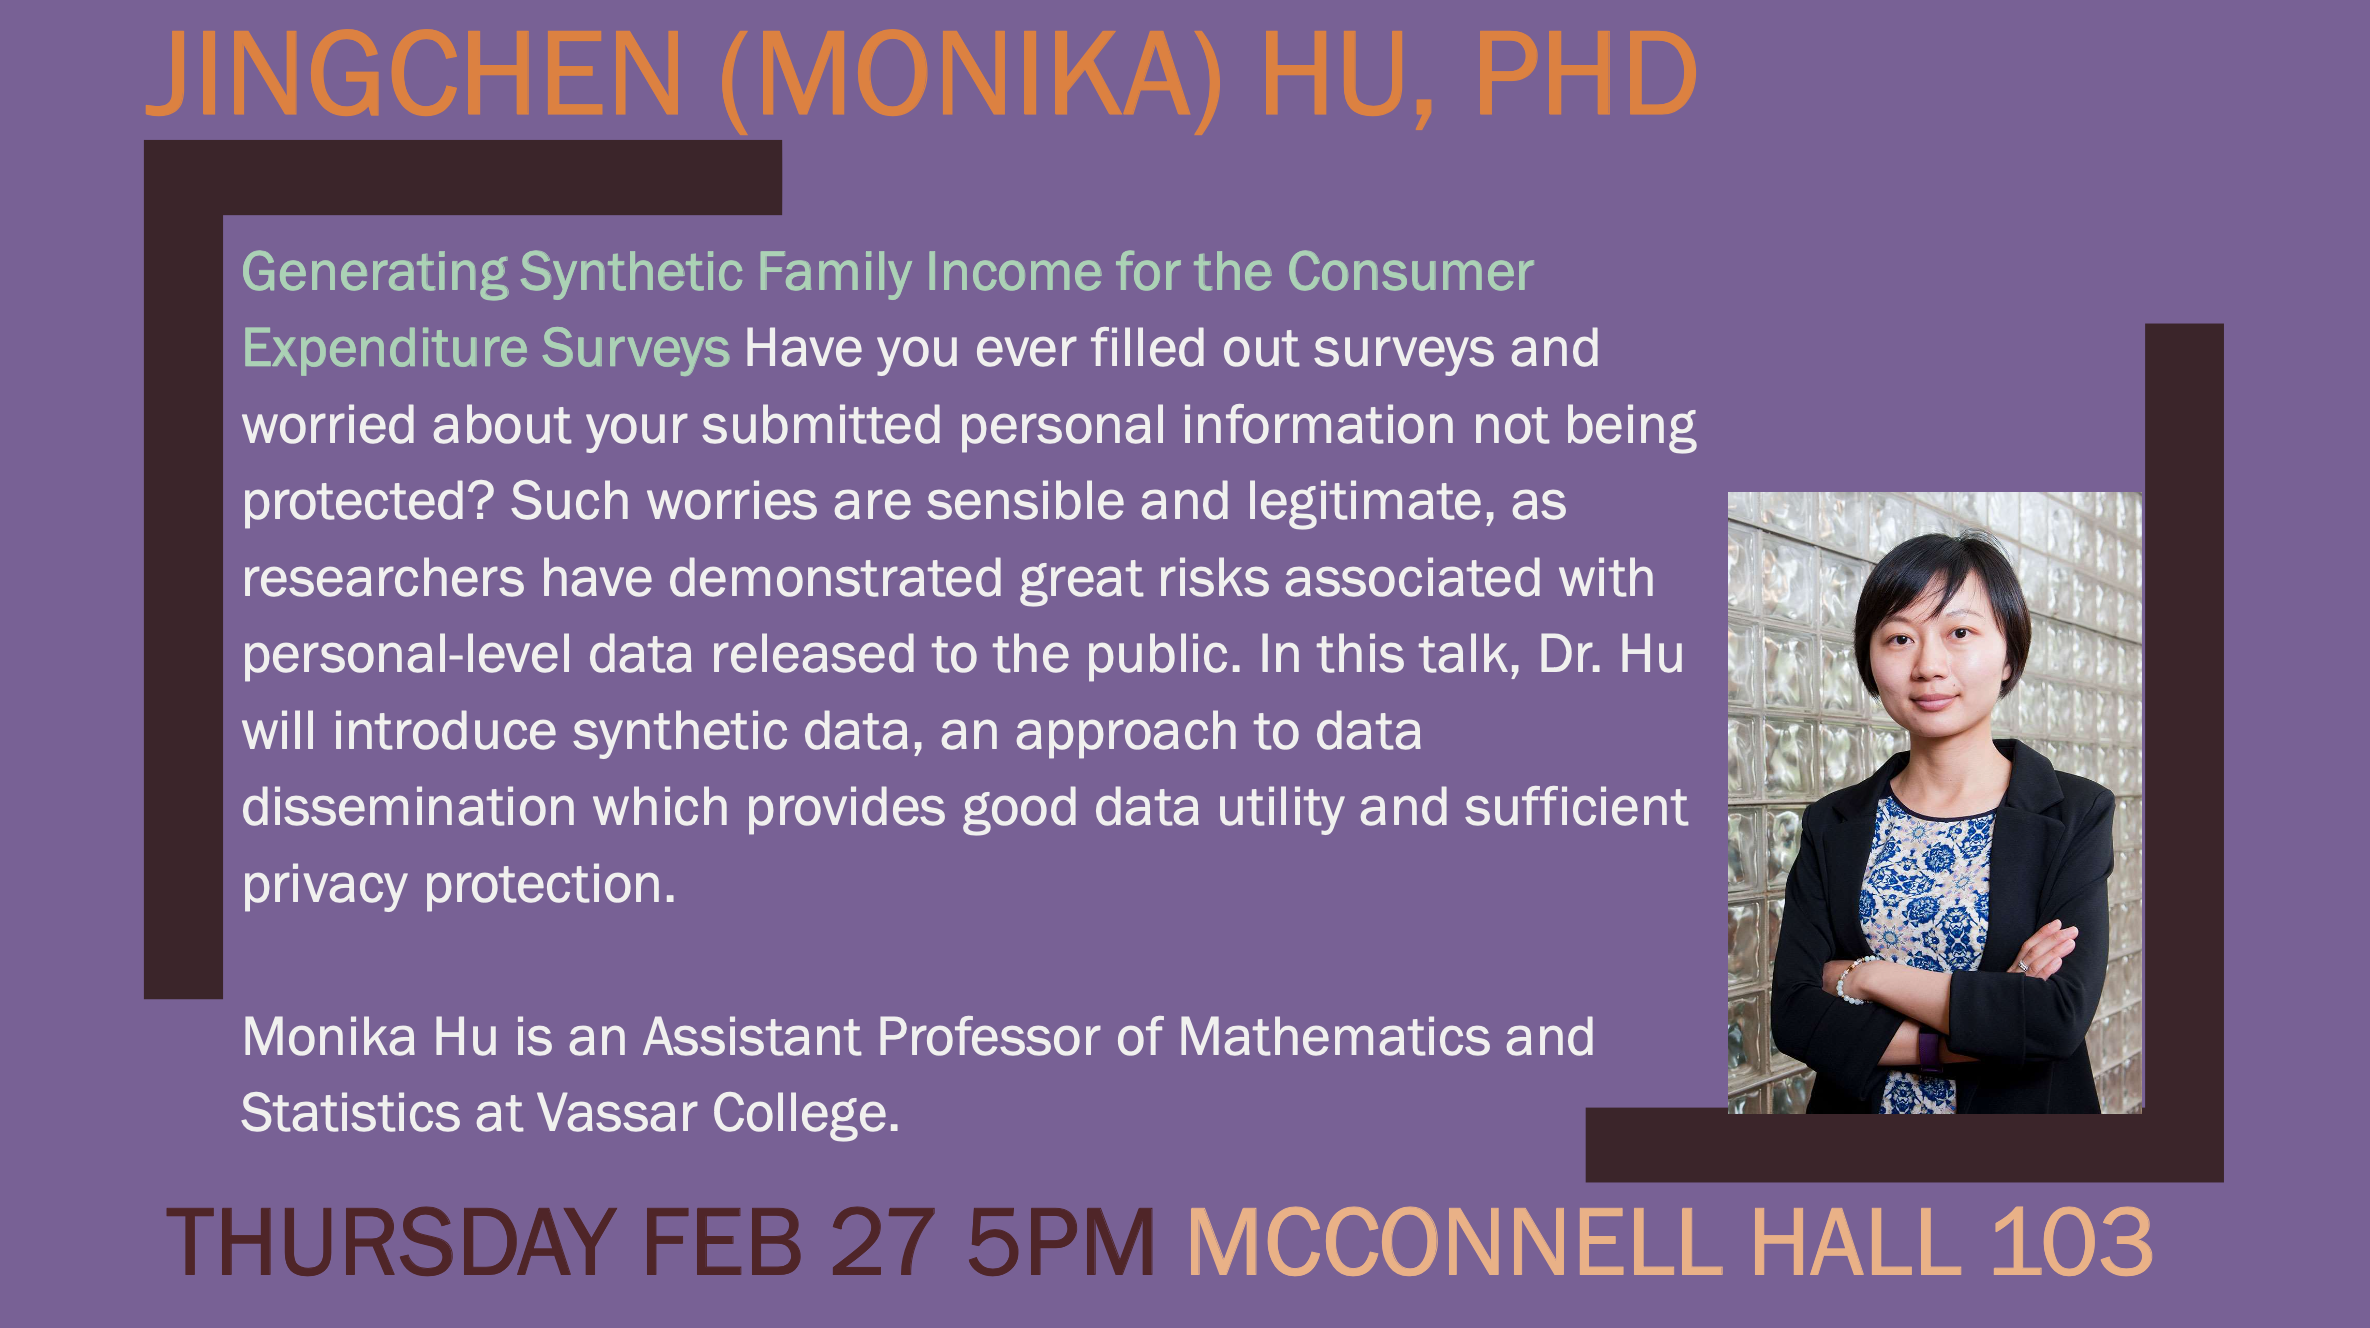 JINGCHEN (MONIKA) HU, PHD
Generating Synthetic Family Income for the Consumer
Expenditure Surveys Have you ever filled out surveys and
worried about your submitted personal information not being
protected? Such worries are sensible and legitimate, as
researchers have demonstrated great risks associated with
personal-level data released to the public. In this talk, Dr. Hu
will introduce synthetic data, an approach to data
dissemination which provides good data utility and sufficient
privacy protection.
Monika Hu is an Assistant Professor of Mathematics and
Statistics at Vassar College.
THURSDAY FEB 27 5PM MCCONNELL HALL 103